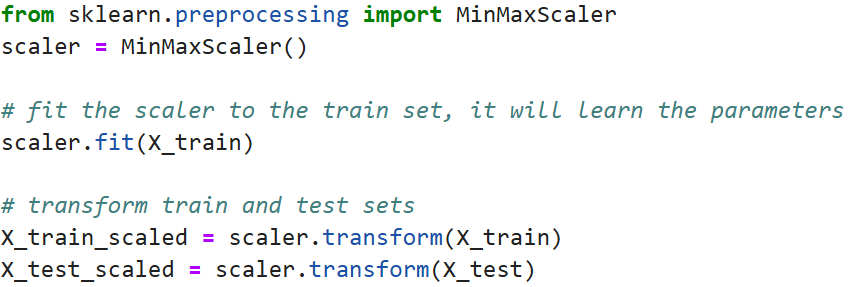 from sklearn.preprocessing import MinMaxScaler
scaler = MinMaxScaler()
# fit the scaler to the train set, it will learn the parameters
scaler.fit(X_train)
# transform train and test sets
X_train_scaled = scaler.transform(X_train)
X_test_scaled = scaler.transform(X_test)